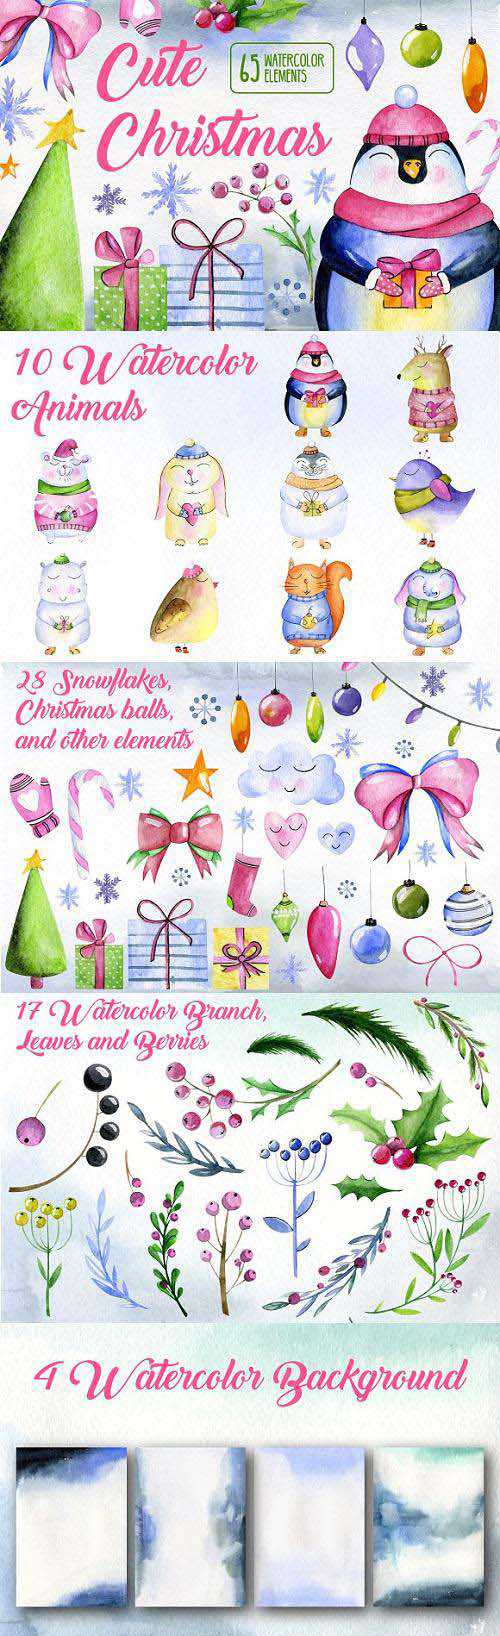 Cute
65 WATERCOLOR
ELEMENTS
Christmas
10 Watercolor
Animals
28 Snowflakes,
Christmas balls,
and other elements
17 Watercolor Branch,
Leaves and Berries
4 Watercolor Background